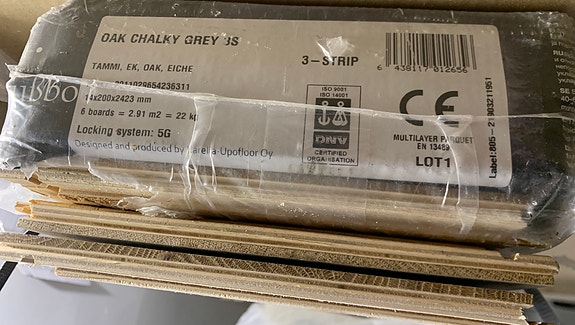 OAK CHALKY GREY 3S
3-STRIP
TAMMI, EK, OAK, EICHE
2011028654236311
14x200x2423 mm
6 boards = 2.91 m2 = 22 kg
Locking system: 5G
Designed and produced by Karelia-Upofloor Oy
ISO 9001
ISO 14001
DNV
CERTIFIED
ORGANISATION
6 438117 012656
CE
MULTILAYER PARQUET
EN 13489
LOT1